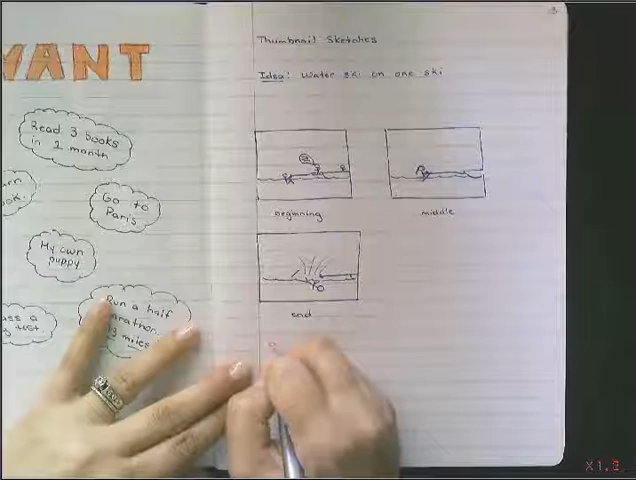 WANT
Read 3 books
in 1 month
Go to
Paris
My own
puppy
Run a half
marathon.
13 miles
test
Thumbnail Sketches
Idea: Water ski on one ski
beginning
middle
end
X1.2